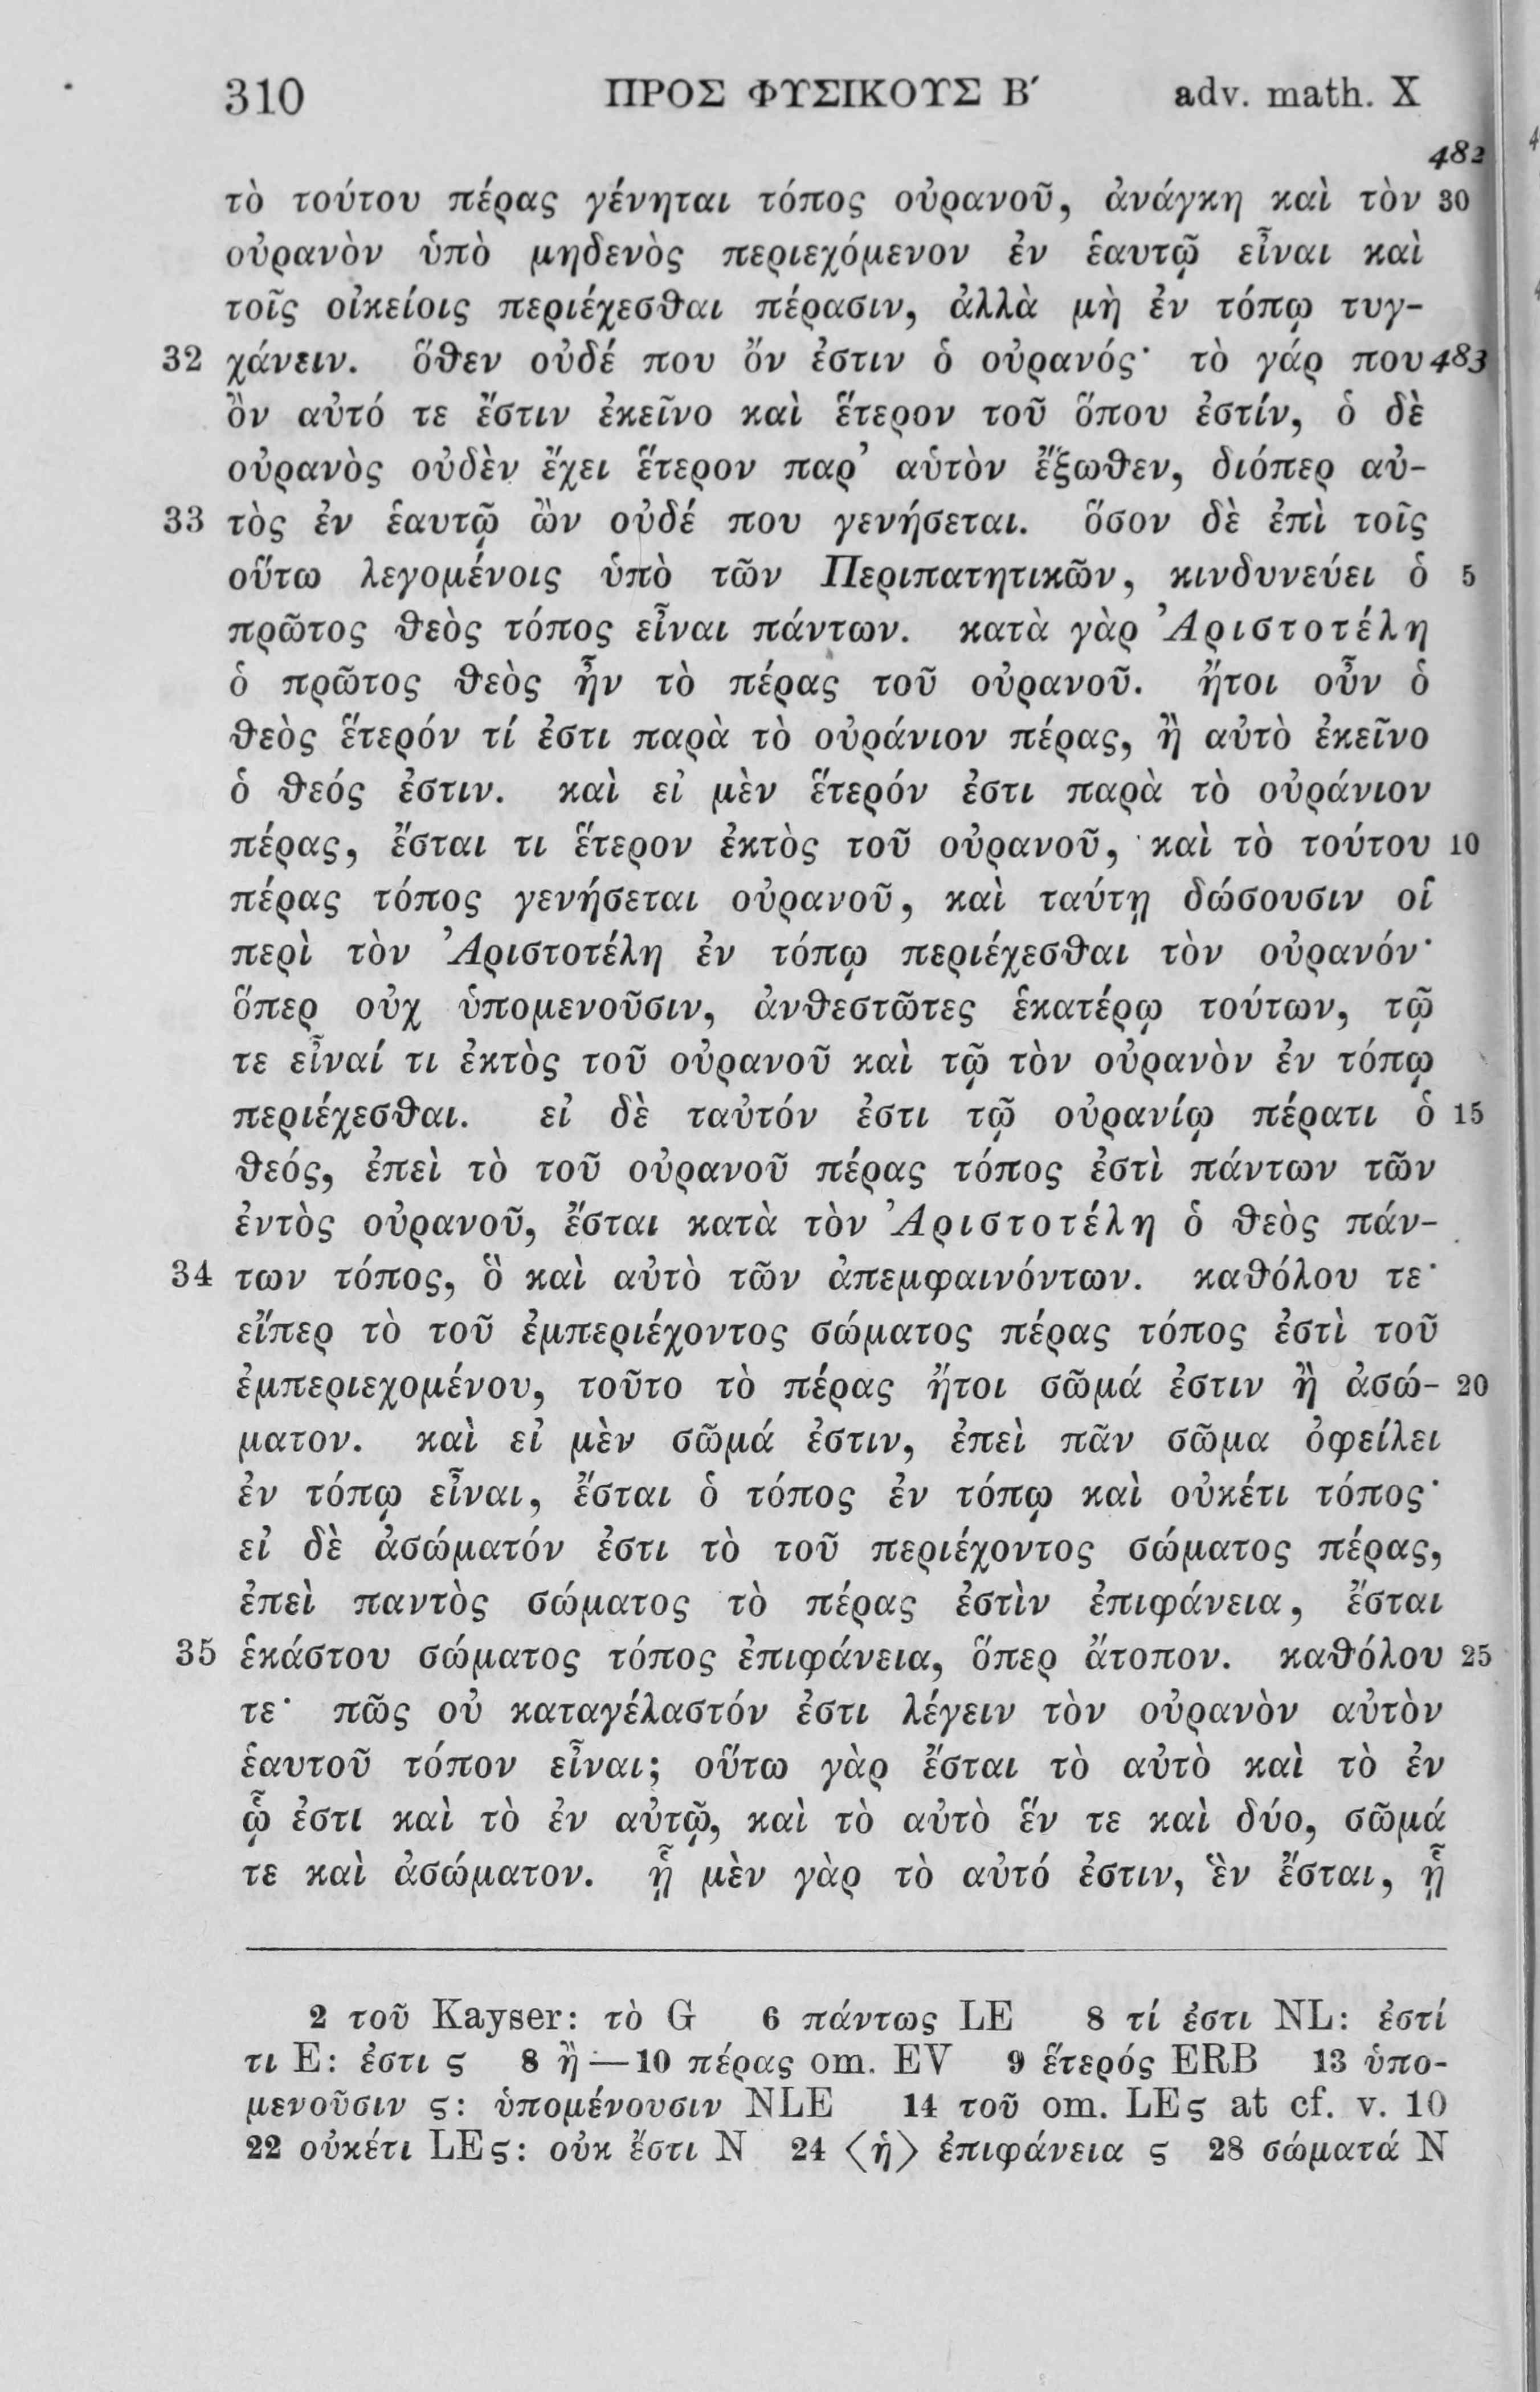 310 ΠΡΟΣ ΦΥΣΙΚΟΥΣ Β′ adv. math. X
482
τὸ τούτου πέρας γένηται τόπος οὐρανοῦ, ἀνάγκη καὶ τὸν 30
οὐρανὸν ὑπὸ μηδενὸς περιεχόμενον ἐν ἑαυτῷ εἶναι καὶ
τοῖς οἰκείοις περιέχεσθαι πέρασιν, ἀλλὰ μὴ ἐν τόπῳ τυγ-
32 χάνειν. ὅθεν οὐδέ που ὄν ἐστιν ὁ οὐρανός· τὸ γάρ που 483
ὂν αὐτό τε ἔστιν ἐκεῖνο καὶ ἕτερον τοῦ ὅπου ἐστίν, ὁ δὲ
οὐρανὸς οὐδὲν ἔχει ἕτερον παρ’ αὑτὸν ἔξωθεν, διόπερ αὐ-
33 τὸς ἐν ἑαυτῷ ὢν οὐδέ που γενήσεται. ὅσον δὲ ἐπὶ τοῖς
οὕτω λεγομένοις ὑπὸ τῶν Περιπατητικῶν, κινδυνεύει ὁ 5
πρῶτος θεὸς τόπος εἶναι πάντων. κατὰ γὰρ Ἀριστοτέλη
ὁ πρῶτος θεὸς ἦν τὸ πέρας τοῦ οὐρανοῦ. ἤτοι οὖν ὁ
θεὸς ἕτερόν τί ἐστι παρὰ τὸ οὐράνιον πέρας, ἢ αὐτὸ ἐκεῖνο
ὁ θεός ἐστιν. καὶ εἰ μὲν ἕτερόν ἐστι παρὰ τὸ οὐράνιον
πέρας, ἔσται τι ἕτερον ἐκτὸς τοῦ οὐρανοῦ, καὶ τὸ τούτου 10
πέρας τόπος γενήσεται οὐρανοῦ, καὶ ταύτῃ δώσουσιν οἱ
περὶ τὸν Ἀριστοτέλη ἐν τόπῳ περιέχεσθαι τὸν οὐρανόν·
ὅπερ οὐχ ὑπομενοῦσιν, ἀνθεστῶτες ἑκατέρῳ τούτων, τῷ
τε εἶναί τι ἐκτὸς τοῦ οὐρανοῦ καὶ τῷ τὸν οὐρανὸν ἐν τόπῳ
περιέχεσθαι. εἰ δὲ ταὐτόν ἐστι τῷ οὐρανίῳ πέρατι ὁ 15
θεός, ἐπεὶ τὸ τοῦ οὐρανοῦ πέρας τόπος ἐστὶ πάντων τῶν
ἐντὸς οὐρανοῦ, ἔσται κατὰ τὸν Ἀριστοτέλη ὁ θεὸς πάν-
34 των τόπος, ὃ καὶ αὐτὸ τῶν ἀπεμφαινόντων. καθόλου τε·
εἴπερ τὸ τοῦ ἐμπεριέχοντος σώματος πέρας τόπος ἐστὶ τοῦ
ἐμπεριεχομένου, τοῦτο τὸ πέρας ἤτοι σῶμά ἐστιν ἢ ἀσώ- 20
ματον. καὶ εἰ μὲν σῶμά ἐστιν, ἐπεὶ πᾶν σῶμα ὀφείλει
ἐν τόπῳ εἶναι, ἔσται ὁ τόπος ἐν τόπῳ καὶ οὐκέτι τόπος·
εἰ δὲ ἀσώματόν ἐστι τὸ τοῦ περιέχοντος σώματος πέρας,
ἐπεὶ παντὸς σώματος τὸ πέρας ἐστὶν ἐπιφάνεια, ἔσται
35 ἑκάστου σώματος τόπος ἐπιφάνεια, ὅπερ ἄτοπον. καθόλου 25
τε· πῶς οὐ καταγέλαστόν ἐστι λέγειν τὸν οὐρανὸν αὐτὸν
ἑαυτοῦ τόπον εἶναι; οὕτω γὰρ ἔσται τὸ αὐτὸ καὶ τὸ ἐν
ᾧ ἐστι καὶ τὸ ἐν αὐτῷ, καὶ τὸ αὐτὸ ἕν τε καὶ δύο, σῶμά
τε καὶ ἀσώματον. ᾗ μὲν γὰρ τὸ αὐτό ἐστιν, ἓν ἔσται, ᾗ
2 τοῦ Kayser: τὸ G 6 πάντως LE 8 τί ἐστι NL: ἐστί
τι E: ἐστι ς 8 ἢ — 10 πέρας om. EV 9 ἕτερός ERB 13 ὑπο-
μενοῦσιν ς: ὑπομένουσιν NLE 14 τοῦ om. LEς at cf. v. 10
22 οὐκέτι LEς: οὐκ ἔστι N 24 ⟨ἡ⟩ ἐπιφάνεια ς 28 σώματά N